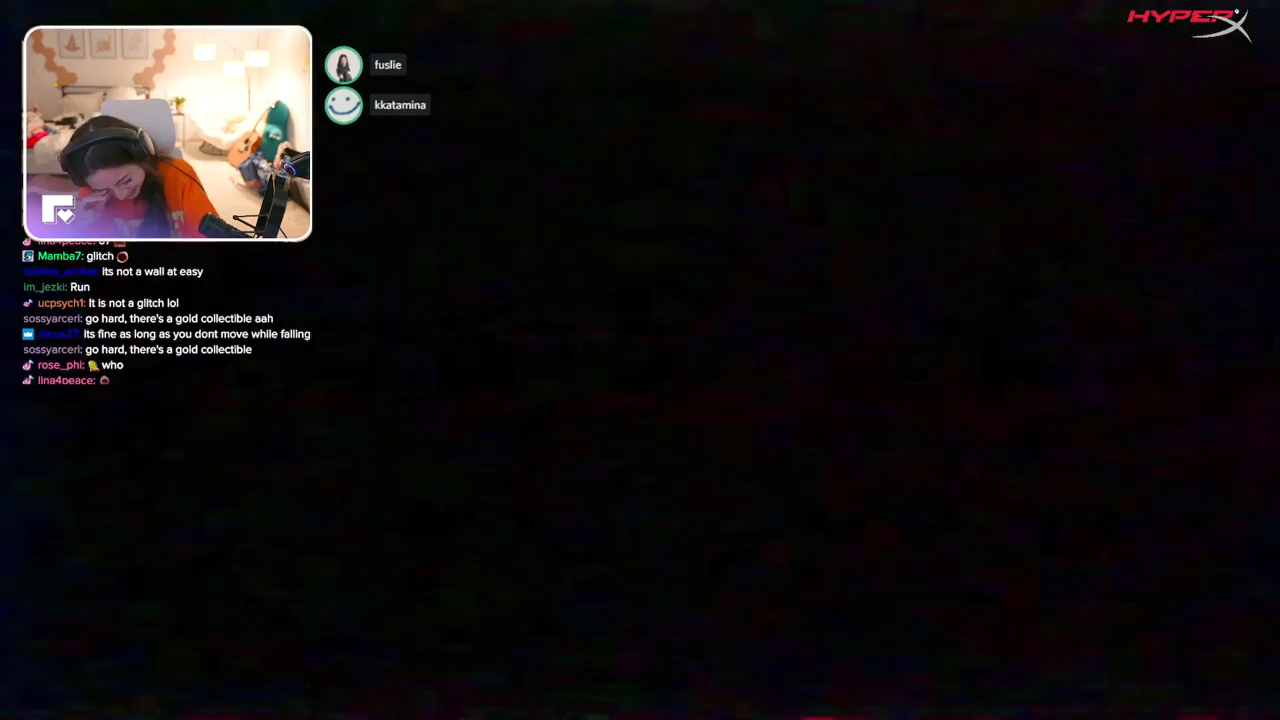 HYPERX
fuslie
kkatamina
lina4peace: 07
Mamba7: glitch
its not a wall at easy
im_jezki: Run
ucpsych1: It is not a glitch lol
sossyarceri: go hard, there's a gold collectible aah
its fine as long as you dont move while falling
sossyarceri: go hard, there's a gold collectible
rose_phi: who
lina4peace: